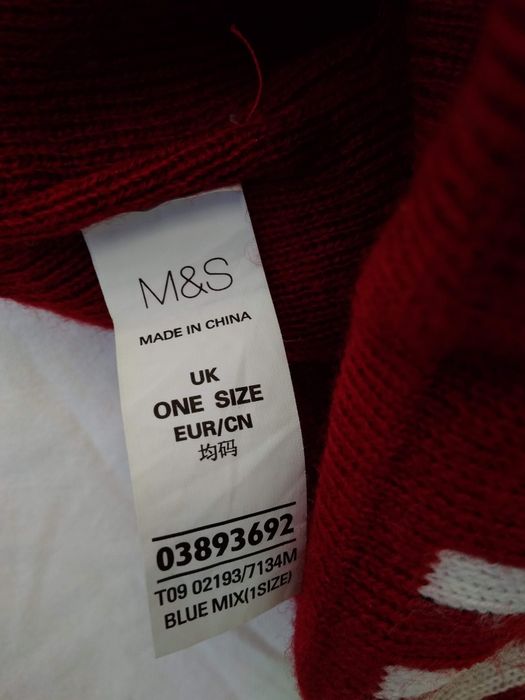 M&S
MADE IN CHINA
UK
ONE SIZE
EUR/CN
均码
03893692
T09 02193/7134M
BLUE MIX(1SIZE)